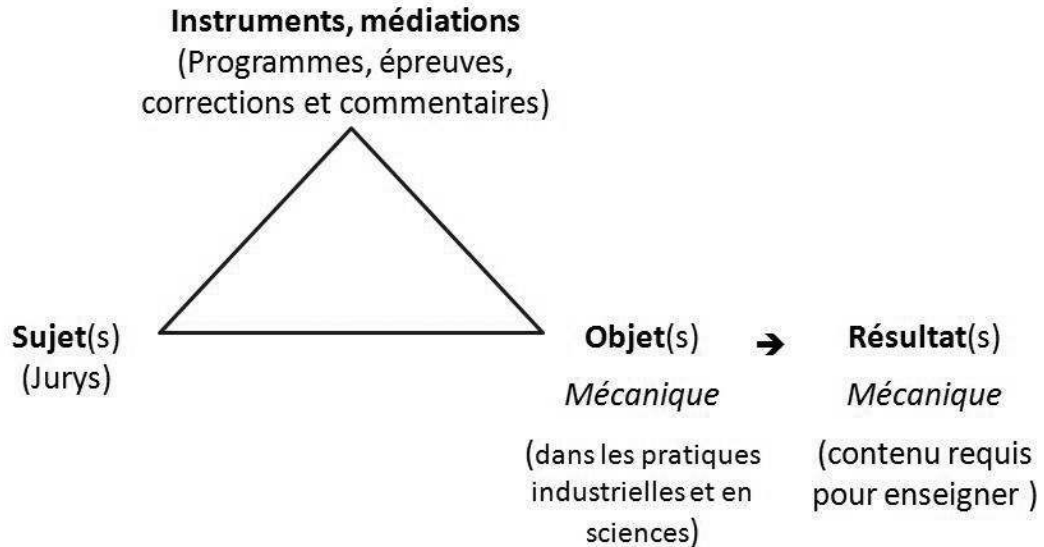 Instruments, médiations
(Programmes, épreuves,
corrections et commentaires)
Sujet(s)
(Jurys)
Objet(s) ➔ Résultat(s)
Mécanique
(dans les pratiques
industrielles et en
sciences)
Mécanique
(contenu requis
pour enseigner )